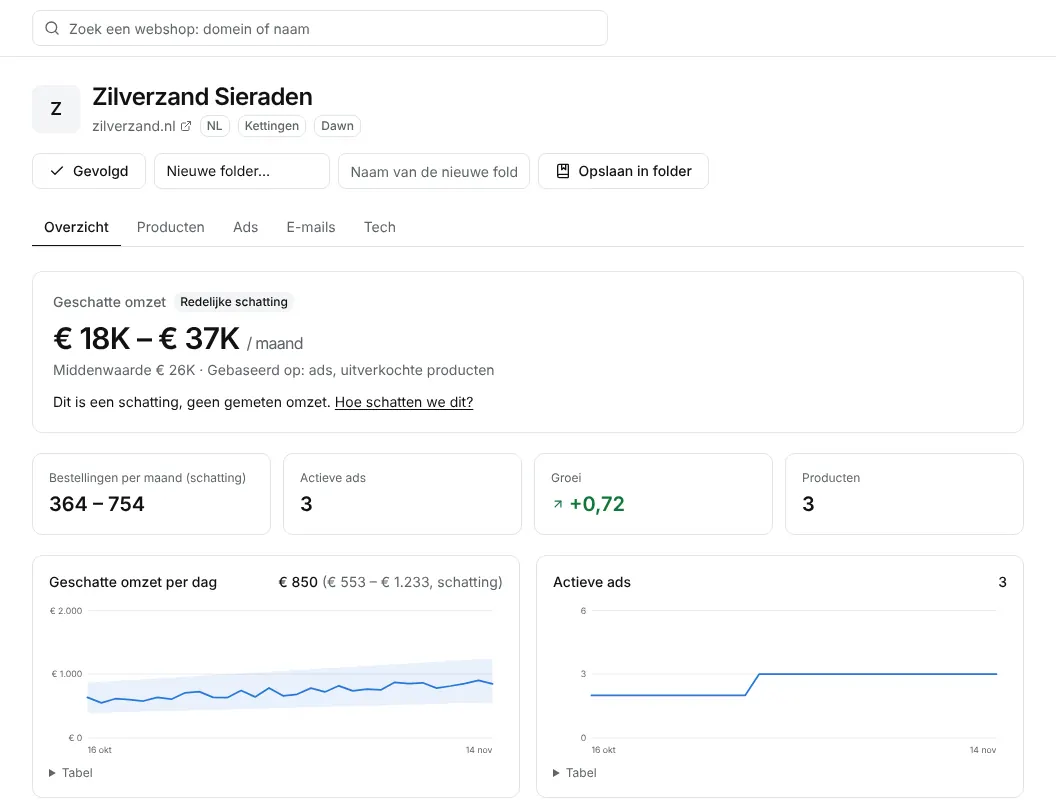 Zoek een webshop: domein of naam
Z
Zilverzand Sieraden
zilverzand.nl NL Kettingen Dawn
Gevolgd Nieuwe folder... Naam van de nieuwe fold Opslaan in folder
Overzicht Producten Ads E-mails Tech
Geschatte omzet Redelijke schatting
€ 18K – € 37K / maand
Middenwaarde € 26K · Gebaseerd op: ads, uitverkochte producten
Dit is een schatting, geen gemeten omzet. Hoe schatten we dit?
Bestellingen per maand (schatting)
364 – 754
Actieve ads
3
Groei
+0,72
Producten
3
Geschatte omzet per dag € 850 (€ 553 – € 1.233, schatting)
€ 2.000
€ 1.000
€ 0
16 okt 14 nov
Tabel
Actieve ads 3
6
3
0
16 okt 14 nov
Tabel